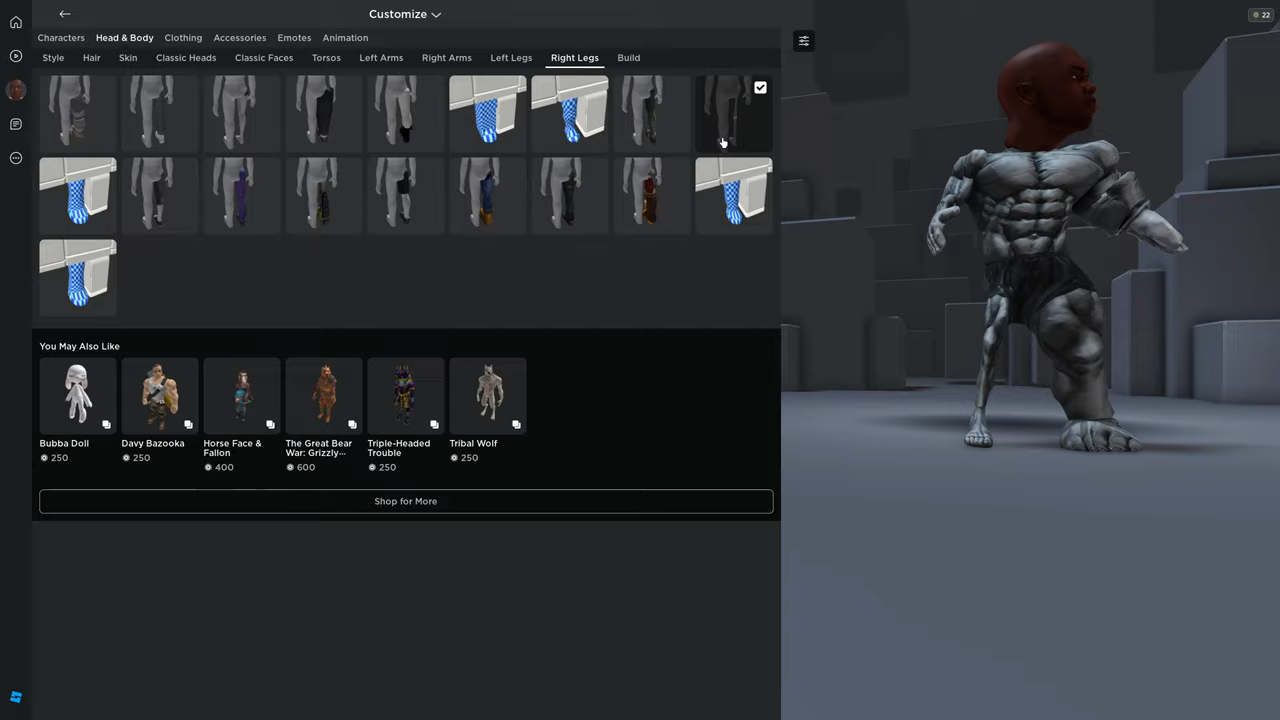 Customize
22
Characters
Head & Body
Clothing
Accessories
Emotes
Animation
Style
Hair
Skin
Classic Heads
Classic Faces
Torsos
Left Arms
Right Arms
Left Legs
Right Legs
Build
You May Also Like
Bubba Doll
250
Davy Bazooka
250
Horse Face &
Fallon
400
The Great Bear
War: Grizzly...
600
Triple-Headed
Trouble
250
Tribal Wolf
250
Shop for More